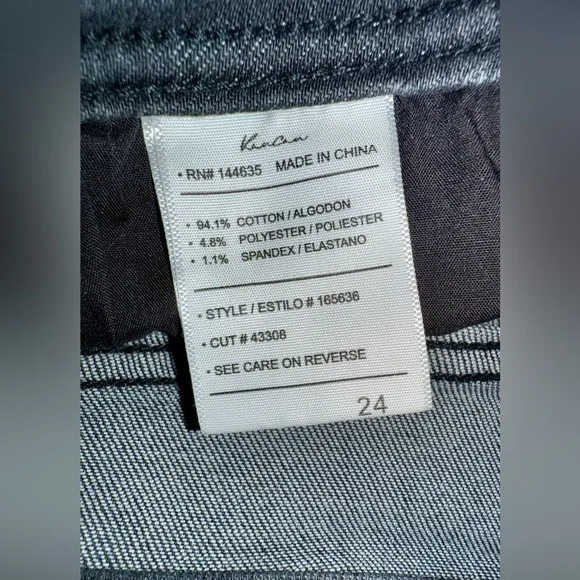 KanCan
• RN# 144635 MADE IN CHINA
• 94.1% COTTON / ALGODON
• 4.8% POLYESTER / POLIESTER
• 1.1% SPANDEX / ELASTANO
• STYLE / ESTILO # 165636
• CUT # 43308
• SEE CARE ON REVERSE
24